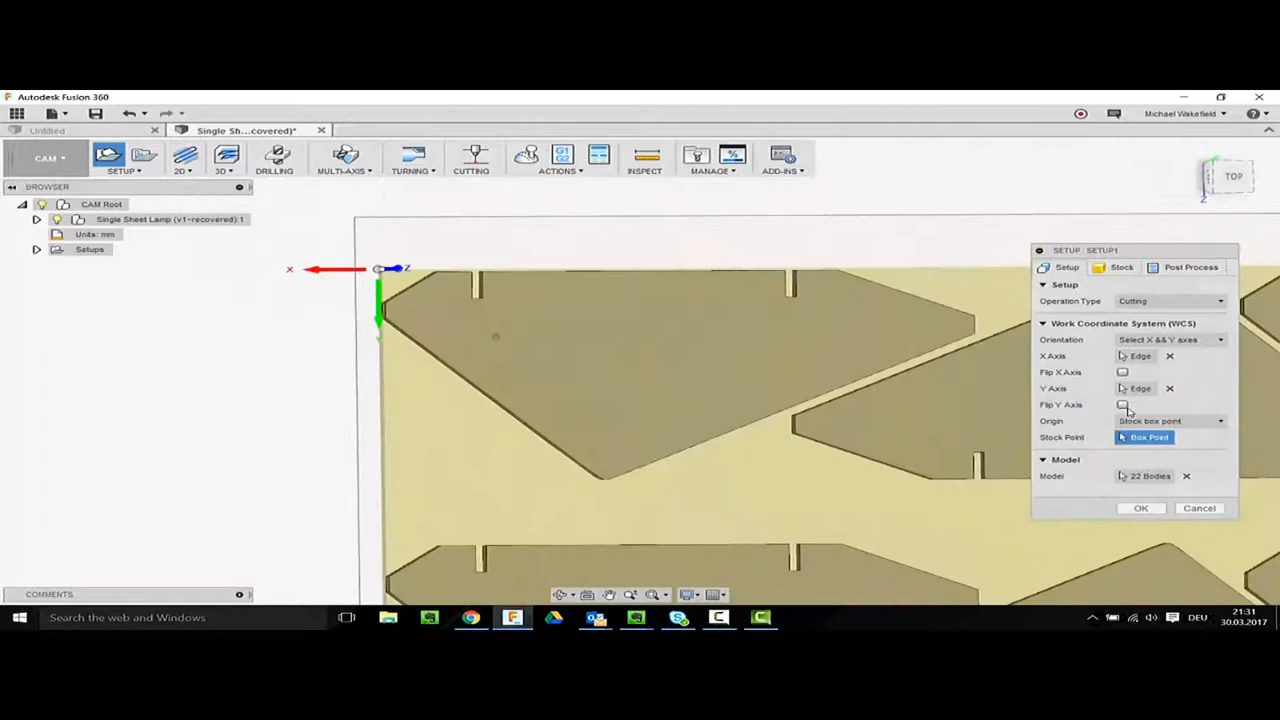 Autodesk Fusion 360
Michael Wakefield
Untitled
Single Sh...covered)*
CAM
SETUP
2D
3D
DRILLING
MULTI-AXIS
TURNING
CUTTING
G1
G2
ACTIONS
INSPECT
%
MANAGE
ADD-INS
BROWSER
CAM Root
Single Sheet Lamp (v1-recovered):1
Units: mm
Setups
TOP
Z
X
Z
SETUP : SETUP1
Setup
Stock
Post Process
Setup
Operation Type
Cutting
Work Coordinate System (WCS)
Orientation
Select X && Y axes
X Axis
Edge
Flip X Axis
Y Axis
Edge
Flip Y Axis
Origin
Stock box point
Stock Point
Box Point
Model
Model
22 Bodies
OK
Cancel
COMMENTS
Search the web and Windows
DEU
21:31
30.03.2017